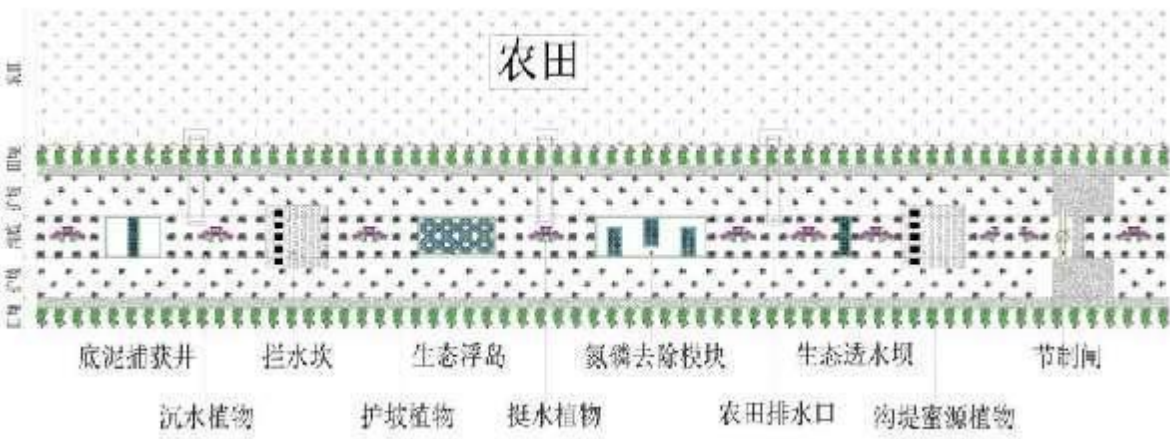 农田
底泥捕获井 拦水坎 生态浮岛 氮磷去除模块 生态透水坝 节制闸
沉水植物 护坡植物 挺水植物 农田排水口 沟堤蜜源植物